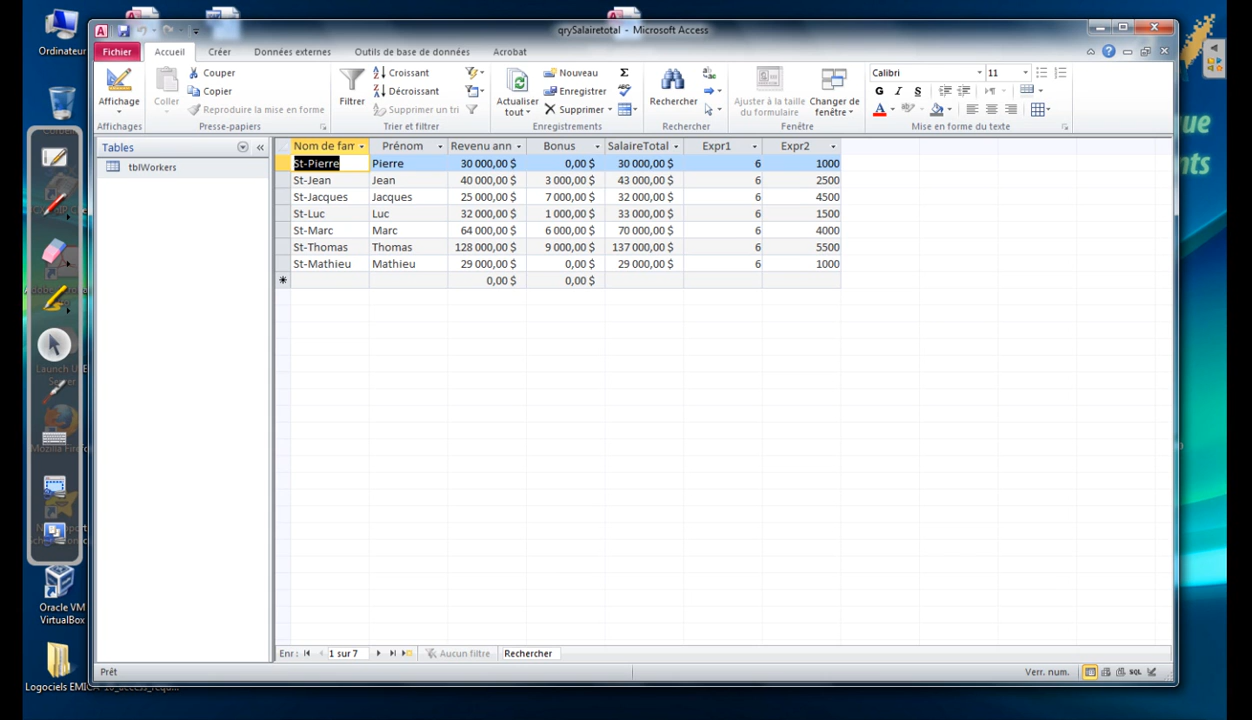 Ordinateur
qrySalairetotal - Microsoft Access
Fichier Accueil Créer Données externes Outils de base de données Acrobat
Affichage
Affichages
Coller
Couper
Copier
Reproduire la mise en forme
Presse-papiers
Filtrer
Croissant
Décroissant
Supprimer un tri
Trier et filtrer
Actualiser
tout
Nouveau
Enregistrer
Supprimer
Enregistrements
Rechercher
Rechercher
Ajuster à la taille
du formulaire
Changer de
fenêtre
Fenêtre
Calibri 11
G I S
Mise en forme du texte
Tables
tblWorkers
Nom de fam Prénom Revenu ann Bonus SalaireTotal Expr1 Expr2
St-Pierre Pierre 30 000,00 $ 0,00 $ 30 000,00 $ 6 1000
St-Jean Jean 40 000,00 $ 3 000,00 $ 43 000,00 $ 6 2500
St-Jacques Jacques 25 000,00 $ 7 000,00 $ 32 000,00 $ 6 4500
St-Luc Luc 32 000,00 $ 1 000,00 $ 33 000,00 $ 6 1500
St-Marc Marc 64 000,00 $ 6 000,00 $ 70 000,00 $ 6 4000
St-Thomas Thomas 128 000,00 $ 9 000,00 $ 137 000,00 $ 6 5500
St-Mathieu Mathieu 29 000,00 $ 0,00 $ 29 000,00 $ 6 1000
0,00 $ 0,00 $
Enr : 1 sur 7 Aucun filtre Rechercher
Prêt
Verr. num. SQL
Oracle VM
VirtualBox
Logociels EMICA